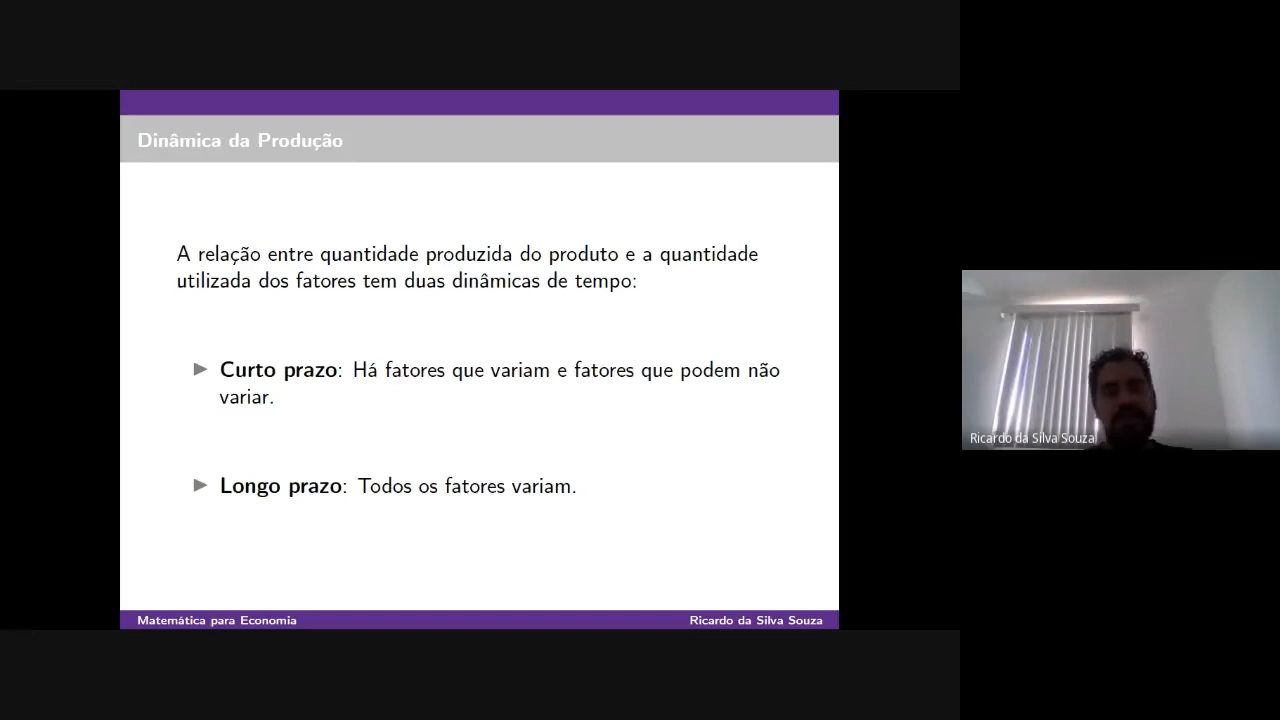 Dinâmica da Produção
A relação entre quantidade produzida do produto e a quantidade
utilizada dos fatores tem duas dinâmicas de tempo:
Curto prazo: Há fatores que variam e fatores que podem não
variar.
Longo prazo: Todos os fatores variam.
Matemática para Economia
Ricardo da Silva Souza
Ricardo da Silva Souza